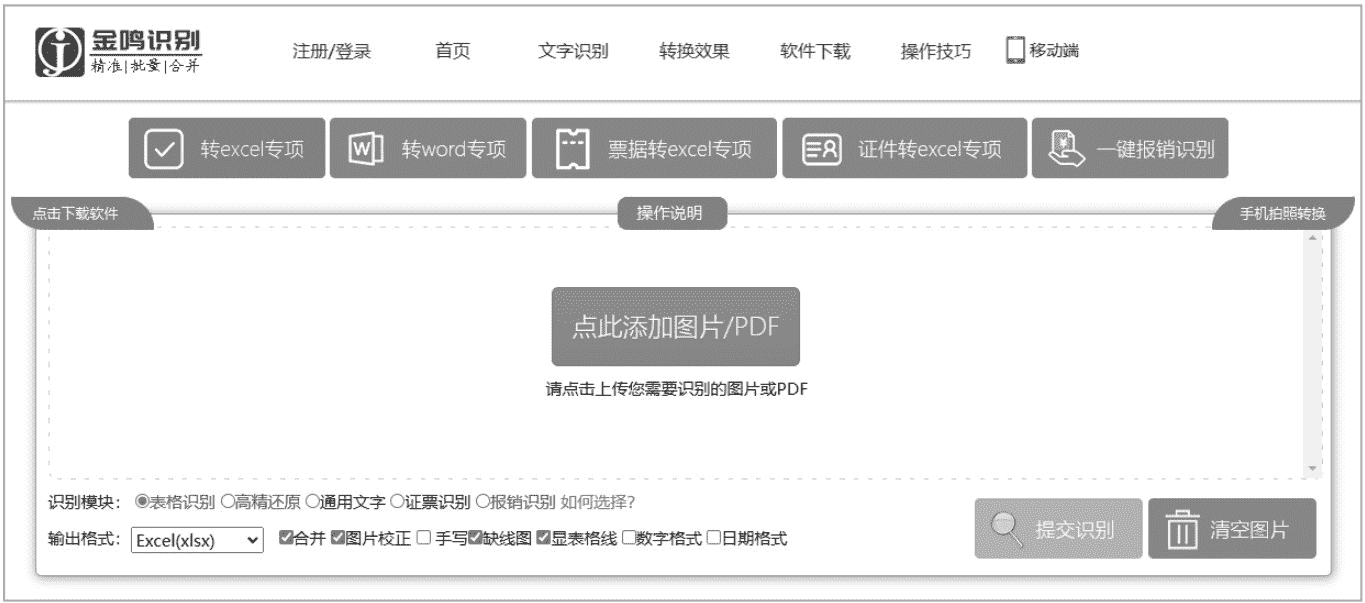 金鸣识别
精准|批量|合并
注册/登录 首页 文字识别 转换效果 软件下载 操作技巧 移动端
转excel专项 转word专项 票据转excel专项 证件转excel专项 一键报销识别
点击下载软件 操作说明 手机拍照转换
点此添加图片/PDF
请点击上传您需要识别的图片或PDF
识别模块： 表格识别 高精还原 通用文字 证票识别 报销识别 如何选择?
输出格式： Excel(xlsx) 合并 图片校正 手写 缺线图 显表格线 数字格式 日期格式
提交识别 清空图片